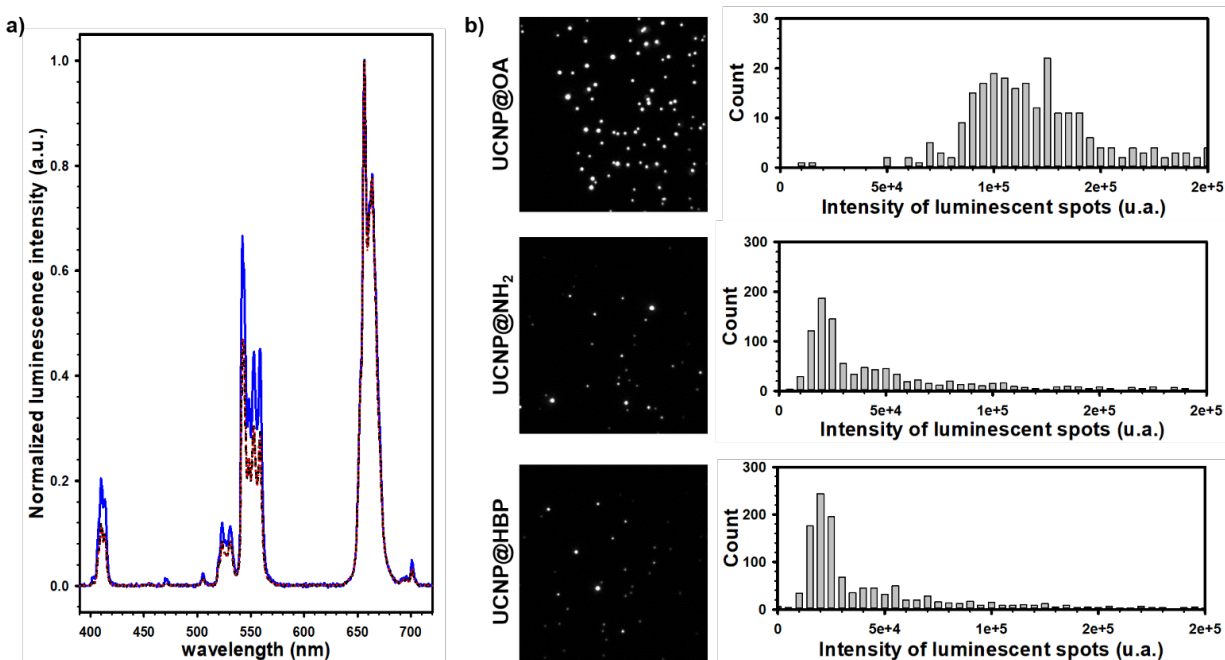 a)
Normalized luminescence intensity (a.u.)
1.0
0.8
0.6
0.4
0.2
0.0
400 450 500 550 600 650 700
wavelength (nm)
b)
UCNP@OA
Count
30
20
10
0
0 5e+4 1e+5 2e+5 2e+5
Intensity of luminescent spots (u.a.)
UCNP@NH₂
Count
300
200
100
0
0 5e+4 1e+5 2e+5 2e+5
Intensity of luminescent spots (u.a.)
UCNP@HBP
Count
300
200
100
0
0 5e+4 1e+5 2e+5 2e+5
Intensity of luminescent spots (u.a.)